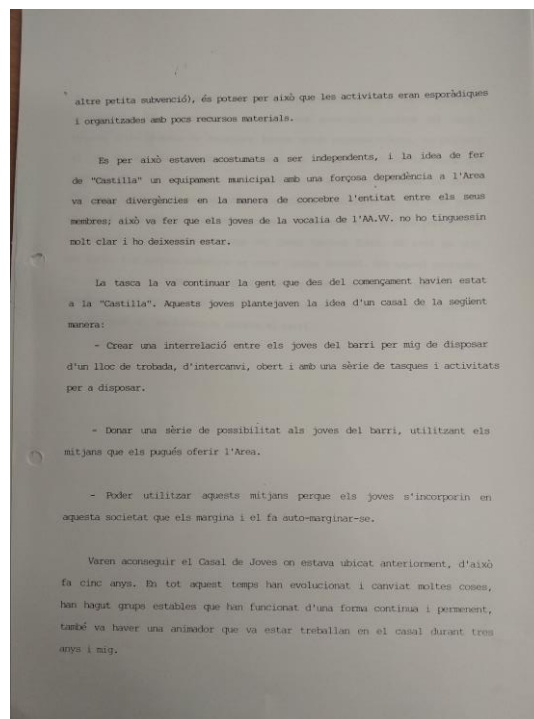 altre petita subvenció), és potser per això que les activitats eran esporàdiques
i organitzades amb pocs recursos materials.
Es per això estaven acostumats a ser independents, i la idea de fer
de "Castilla" un equipament municipal amb una forçosa dependència a l'Area
va crear divergències en la manera de concebre l'entitat entre els seus
membres; això va fer que els joves de la vocalia de l'AA.VV. no ho tinguessin
molt clar i ho deixessin estar.
La tasca la va continuar la gent que des del començament havien estat
a la "Castilla". Aquests joves plantejaven la idea d'un casal de la següent
manera:
- Crear una interrelació entre els joves del barri per mig de disposar
d'un lloc de trobada, d'intercanvi, obert i amb una sèrie de tasques i activitats
per a disposar.
- Donar una sèrie de possibilitat als joves del barri, utilitzant els
mitjans que els pugués oferir l'Area.
- Poder utilitzar aquests mitjans perque els joves s'incorporin en
aquesta societat que els margina i el fa auto-marginar-se.
Varen aconseguir el Casal de Joves on estava ubicat anteriorment, d'això
fa cinc anys. En tot aquest temps han evolucionat i canviat moltes coses,
han hagut grups estables que han funcionat d'una forma continua i permenent,
també va haver una animador que va estar treballan en el casal durant tres
anys i mig.